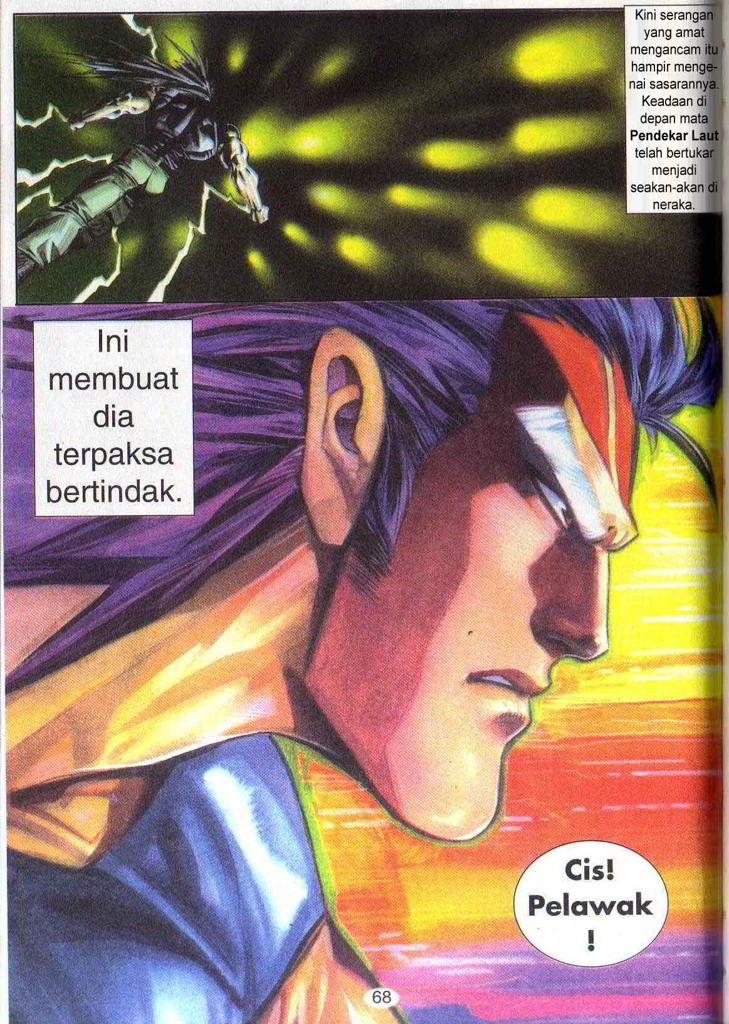 Kini serangan
yang amat
mengancam itu
hampir menge-
nai sasarannya.
Keadaan di
depan mata
Pendekar Laut
telah bertukar
menjadi
seakan-akan di
neraka.
Ini
membuat
dia
terpaksa
bertindak.
Cis!
Pelawak
!
68